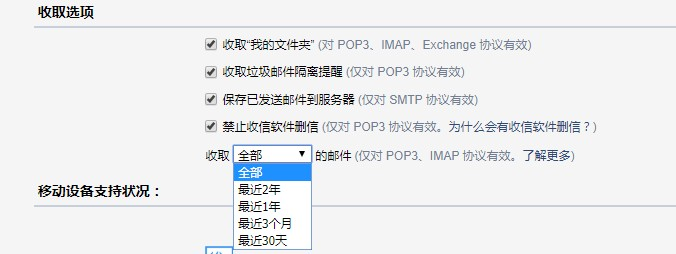 收取选项
收取“我的文件夹” (对 POP3、IMAP、Exchange 协议有效)
收取垃圾邮件隔离提醒 (仅对 POP3 协议有效)
保存已发送邮件到服务器 (仅对 SMTP 协议有效)
禁止收信软件删信 (仅对 POP3 协议有效。为什么会有收信软件删信？)
收取 全部 的邮件 (仅对 POP3、IMAP 协议有效。了解更多)
全部
最近2年
最近1年
最近3个月
最近30天
移动设备支持状况：